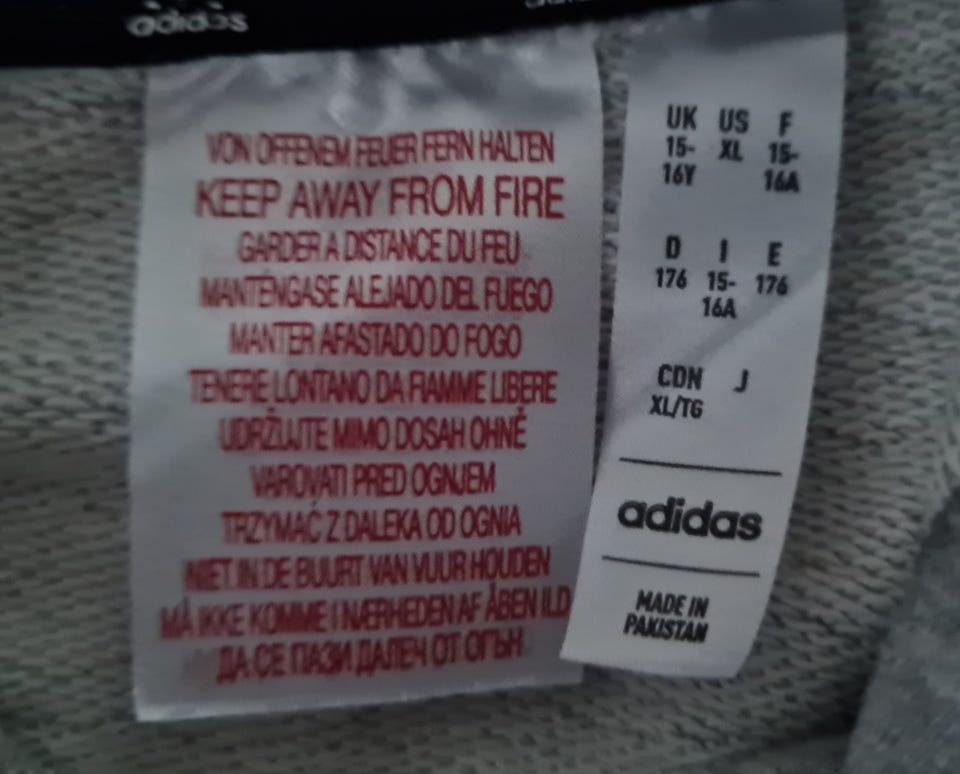 adidas
VON OFFENEM FEUER FERN HALTEN
KEEP AWAY FROM FIRE
GARDER A DISTANCE DU FEU
MANTÉNGASE ALEJADO DEL FUEGO
MANTER AFASTADO DO FOGO
TENERE LONTANO DA FIAMME LIBERE
UDRŽUJTE MIMO DOSAH OHNĚ
VAROVATI PRED OGNJEM
TRZYMAĆ Z DALEKA OD OGNIA
NIET IN DE BUURT VAN VUUR HOUDEN
MÅ IKKE KOMME I NÆRHEDEN AF ÅBEN ILD
ДА СЕ ПАЗИ ДАЛЕЧ ОТ ОГЪН
UK US F
15- XL 15-
16Y 16A
D I E
176 15- 176
16A
CDN J
XL/TG
adidas
MADE IN
PAKISTAN